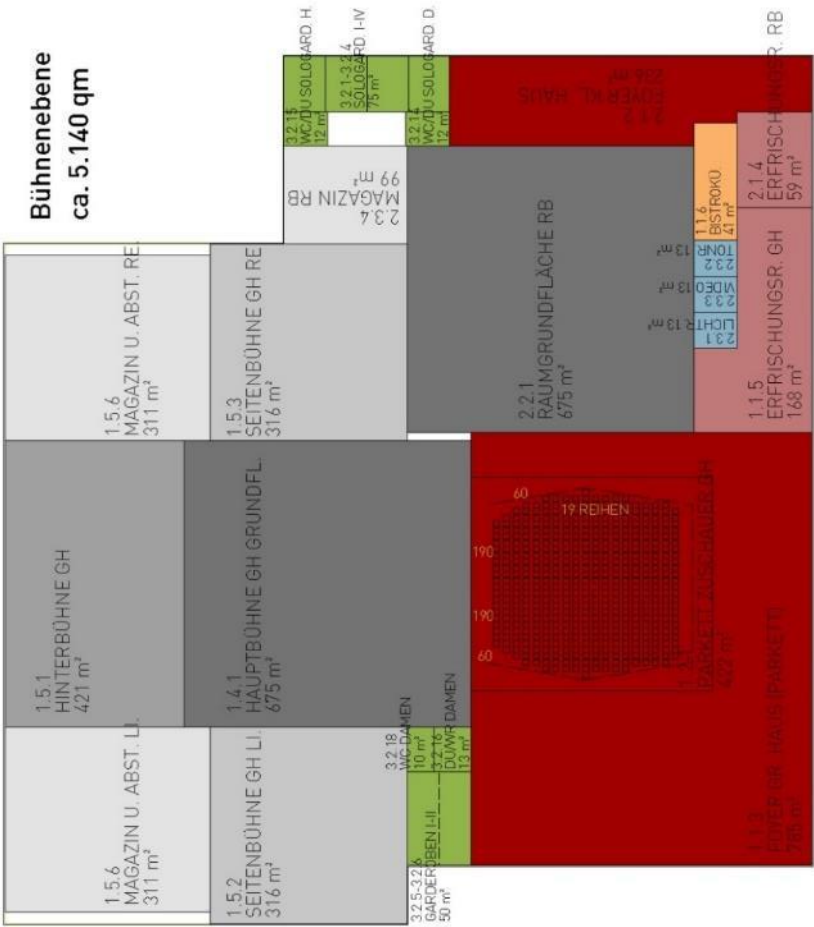 Bühnenebene
ca. 5.140 qm
1.5.6
MAGAZIN U. ABST. LI.
311 m²
1.5.1
HINTERBÜHNE GH
421 m²
1.5.6
MAGAZIN U. ABST. RE.
311 m²
1.5.2
SEITENBÜHNE GH LI.
316 m²
1.4.1
HAUPTBÜHNE GH GRUNDFL.
675 m²
1.5.3
SEITENBÜHNE GH RE
316 m²
2.3.4
MAGAZIN RB
99 m²
3.2.15
WC/DU SOLOGARD. H.
12 m²
3.2.1-3.2.4
SOLOGARD. I-IV
75 m²
3.2.14
WC/DU SOLOGARD D.
12 m²
3.2.5-3.2.6
GARDEROBEN I-II
50 m²
3.2.18
WC DAMEN
10 m²
3.2.16
DU/WR DAMEN
13 m²
2.2.1
RAUMGRUNDFLÄCHE RB
675 m²
FOYER KL. HAUS
236 m²
60
190
190
60
19 REIHEN
PARKETT ZUSCHAUER GH
422 m²
1.1.3
FOYER GR. HAUS (PARKETT)
785 m²
2.3.1
LICHTR 13 m²
2.3.3
VIDEO 13 m²
2.3.2
TONR 13 m²
1.1.6
BISTROKÜ.
41 m²
1.1.5
ERFRISCHUNGSR. GH
168 m²
2.1.4
ERFRISCHUNGSR. RB
59 m²